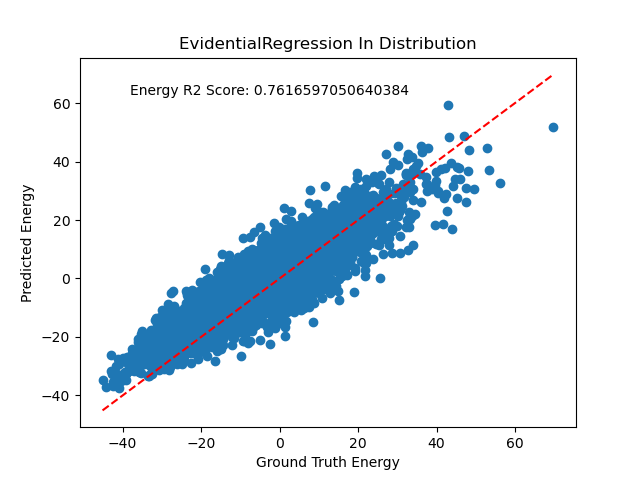 EvidentialRegression In Distribution
Energy R2 Score: 0.7616597050640384
60
40
20
0
−20
−40
Predicted Energy
−40 −20 0 20 40 60
Ground Truth Energy